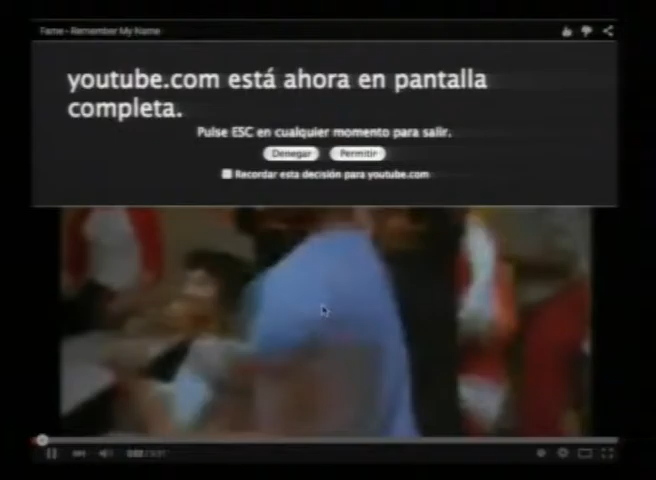 Fame - Remember My Name
youtube.com está ahora en pantalla
completa.
Pulse ESC en cualquier momento para salir.
Denegar Permitir
Recordar esta decisión para youtube.com